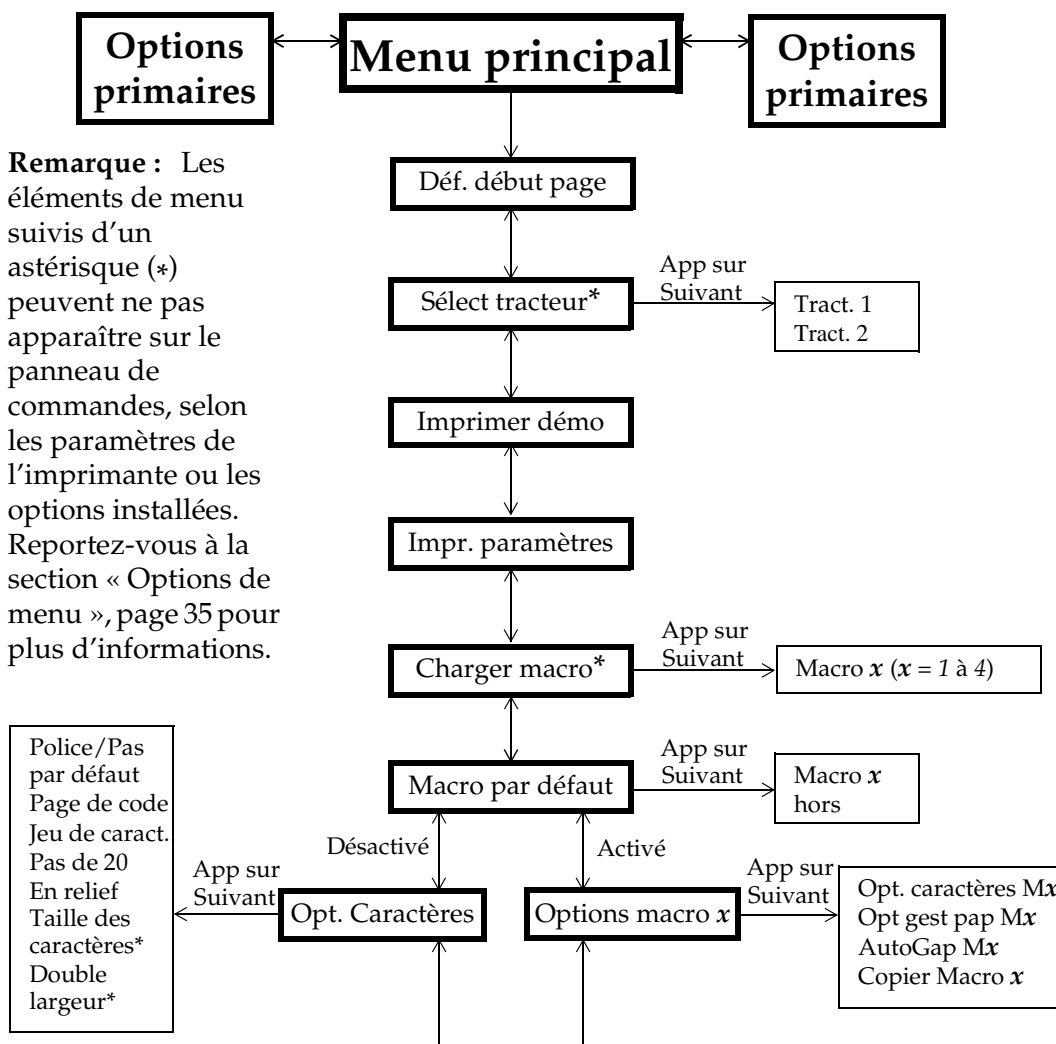 Options
primaires
Menu principal
Options
primaires
Remarque : Les
éléments de menu
suivis d'un
astérisque (*)
peuvent ne pas
apparaître sur le
panneau de
commandes, selon
les paramètres de
l'imprimante ou les
options installées.
Reportez-vous à la
section « Options de
menu », page 35 pour
plus d'informations.
Déf. début page
Sélect tracteur*
App sur
Suivant
Tract. 1
Tract. 2
Imprimer démo
Impr. paramètres
Charger macro*
App sur
Suivant
Macro x (x = 1 à 4)
Macro par défaut
App sur
Suivant
Macro x
hors
Désactivé
Activé
Police/Pas
par défaut
Page de code
Jeu de caract.
Pas de 20
En relief
Taille des
caractères*
Double
largeur*
App sur
Suivant
Opt. Caractères
Options macro x
App sur
Suivant
Opt. caractères Mx
Opt gest pap Mx
AutoGap Mx
Copier Macro x